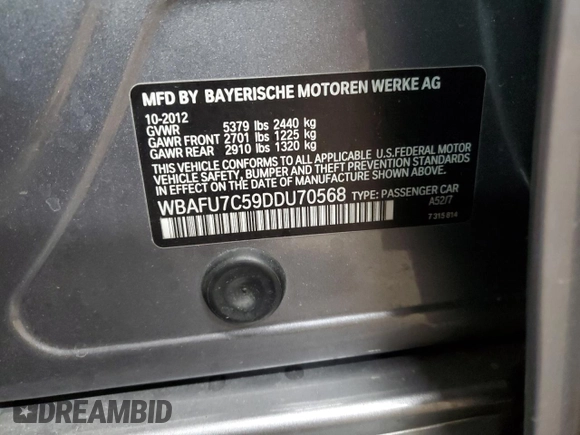 MFD BY BAYERISCHE MOTOREN WERKE AG
10-2012
GVWR 5379 lbs 2440 kg
GAWR FRONT 2701 lbs 1225 kg
GAWR REAR 2910 lbs 1320 kg
THIS VEHICLE CONFORMS TO ALL APPLICABLE U.S.FEDERAL MOTOR
VEHICLE SAFETY, BUMPER AND THEFT PREVENTION STANDARDS
IN EFFECT ON THE DATE OF MANUFACTURE SHOWN ABOVE.
WBAFU7C59DDU70568 TYPE: PASSENGER CAR
A52/7
7 315 814
DREAMBID